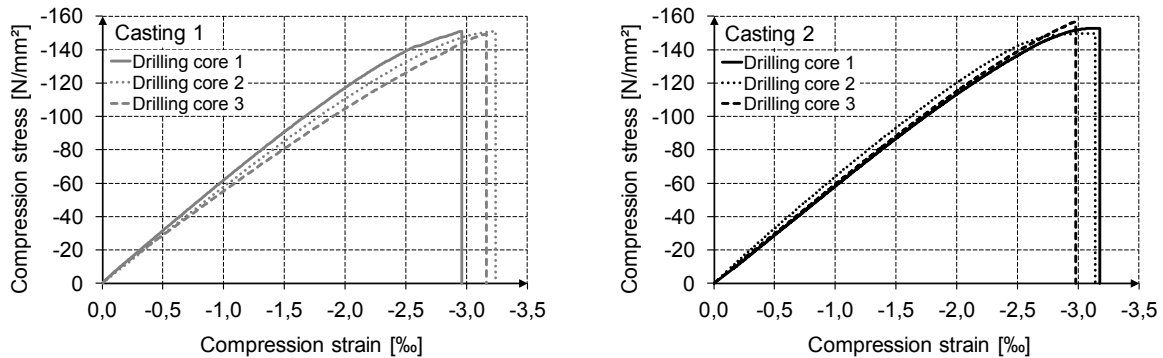 -160
-140
-120
-100
-80
-60
-40
-20
0
Compression stress [N/mm²]
Casting 1
Drilling core 1
Drilling core 2
Drilling core 3
0,0 -0,5 -1,0 -1,5 -2,0 -2,5 -3,0 -3,5
Compression strain [‰]
-160
-140
-120
-100
-80
-60
-40
-20
0
Compression stress [N/mm²]
Casting 2
Drilling core 1
Drilling core 2
Drilling core 3
0,0 -0,5 -1,0 -1,5 -2,0 -2,5 -3,0 -3,5
Compression strain [‰]